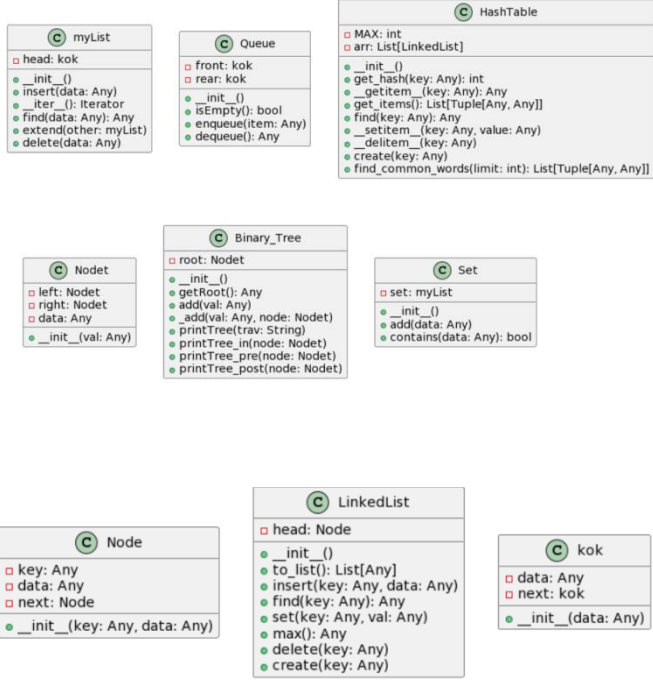 C myList
head: kok
__init__()
insert(data: Any)
__iter__(): Iterator
find(data: Any): Any
extend(other: myList)
delete(data: Any)
C Queue
front: kok
rear: kok
__init__()
isEmpty(): bool
enqueue(item: Any)
dequeue(): Any
C HashTable
MAX: int
arr: List[LinkedList]
__init__()
get_hash(key: Any): int
__getitem__(key: Any): Any
get_items(): List[Tuple[Any, Any]]
find(key: Any): Any
__setitem__(key: Any, value: Any)
__delitem__(key: Any)
create(key: Any)
find_common_words(limit: int): List[Tuple[Any, Any]]
C Nodet
left: Nodet
right: Nodet
data: Any
__init__(val: Any)
C Binary_Tree
root: Nodet
__init__()
getRoot(): Any
add(val: Any)
_add(val: Any, node: Nodet)
printTree(trav: String)
printTree_in(node: Nodet)
printTree_pre(node: Nodet)
printTree_post(node: Nodet)
C Set
set: myList
__init__()
add(data: Any)
contains(data: Any): bool
C Node
key: Any
data: Any
next: Node
__init__(key: Any, data: Any)
C LinkedList
head: Node
__init__()
to_list(): List[Any]
insert(key: Any, data: Any)
find(key: Any): Any
set(key: Any, val: Any)
max(): Any
delete(key: Any)
create(key: Any)
C kok
data: Any
next: kok
__init__(data: Any)